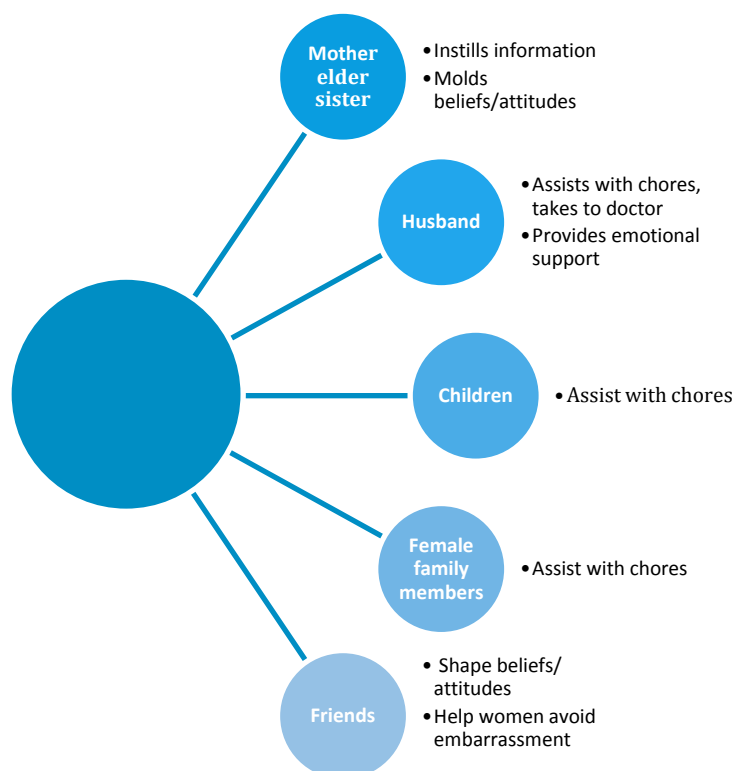 Mother
elder
sister
•Instills information
•Molds
beliefs/attitudes
Husband
•Assists with chores,
takes to doctor
•Provides emotional
support
Children
•Assist with chores
Female
family
members
•Assist with chores
Friends
• Shape beliefs/
attitudes
•Help women avoid
embarrassment